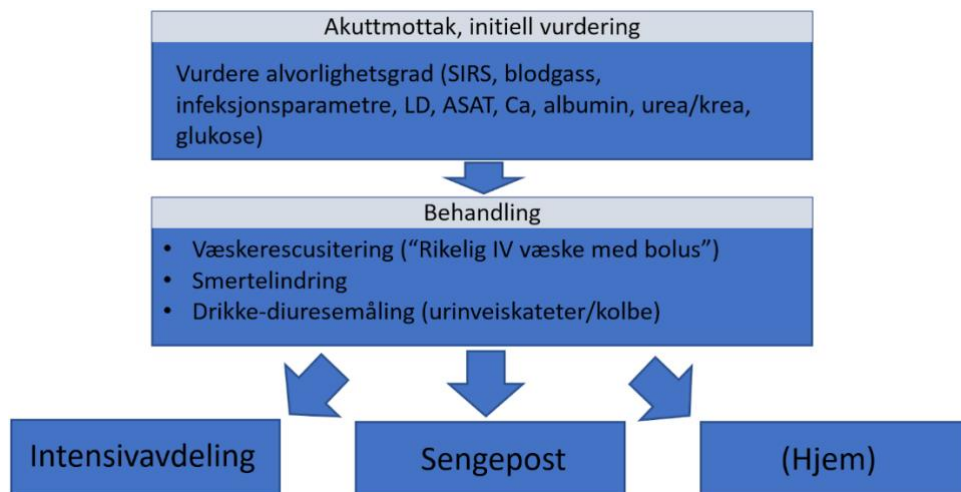 Akuttmottak, initiell vurdering
Vurdere alvorlighetsgrad (SIRS, blodgass,
infeksjonsparametre, LD, ASAT, Ca, albumin, urea/krea,
glukose)
Behandling
• Væskerescusitering (“Rikelig IV væske med bolus”)
• Smertelindring
• Drikke-diuresemåling (urinveiskateter/kolbe)
Intensivavdeling
Sengepost
(Hjem)